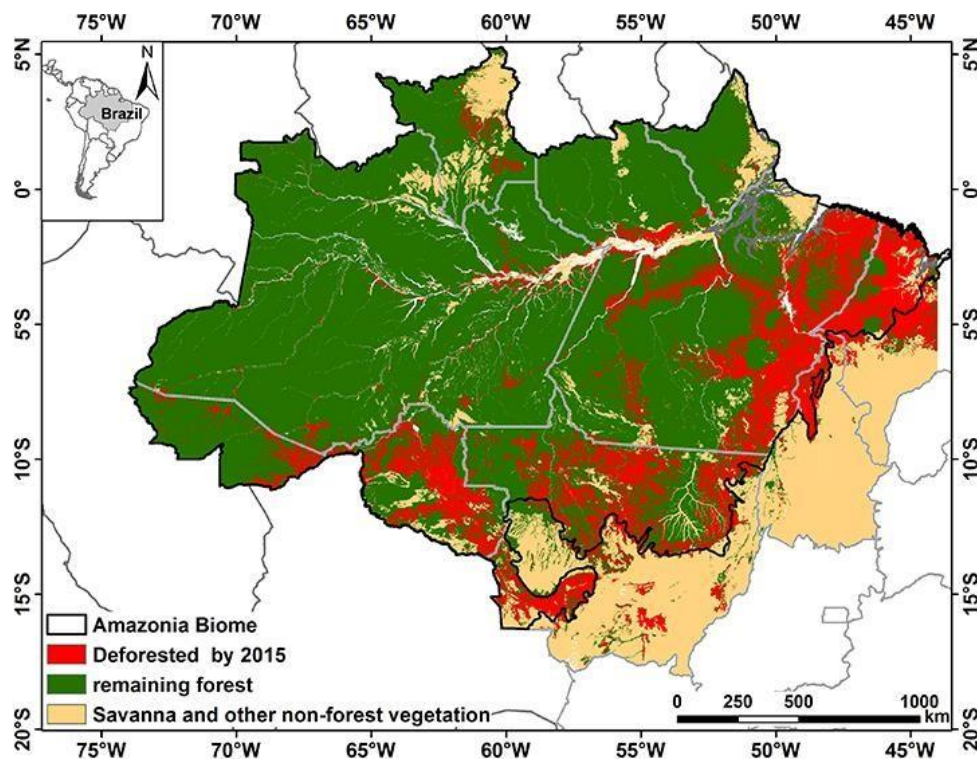 75°W 70°W 65°W 60°W 55°W 50°W 45°W
5°N
0°
5°S
10°S
15°S
20°S
N
Brazil
5°N
0°
5°S
10°S
15°S
20°S
Amazonia Biome
Deforested by 2015
remaining forest
Savanna and other non-forest vegetation
0 250 500 1000
km
75°W 70°W 65°W 60°W 55°W 50°W 45°W